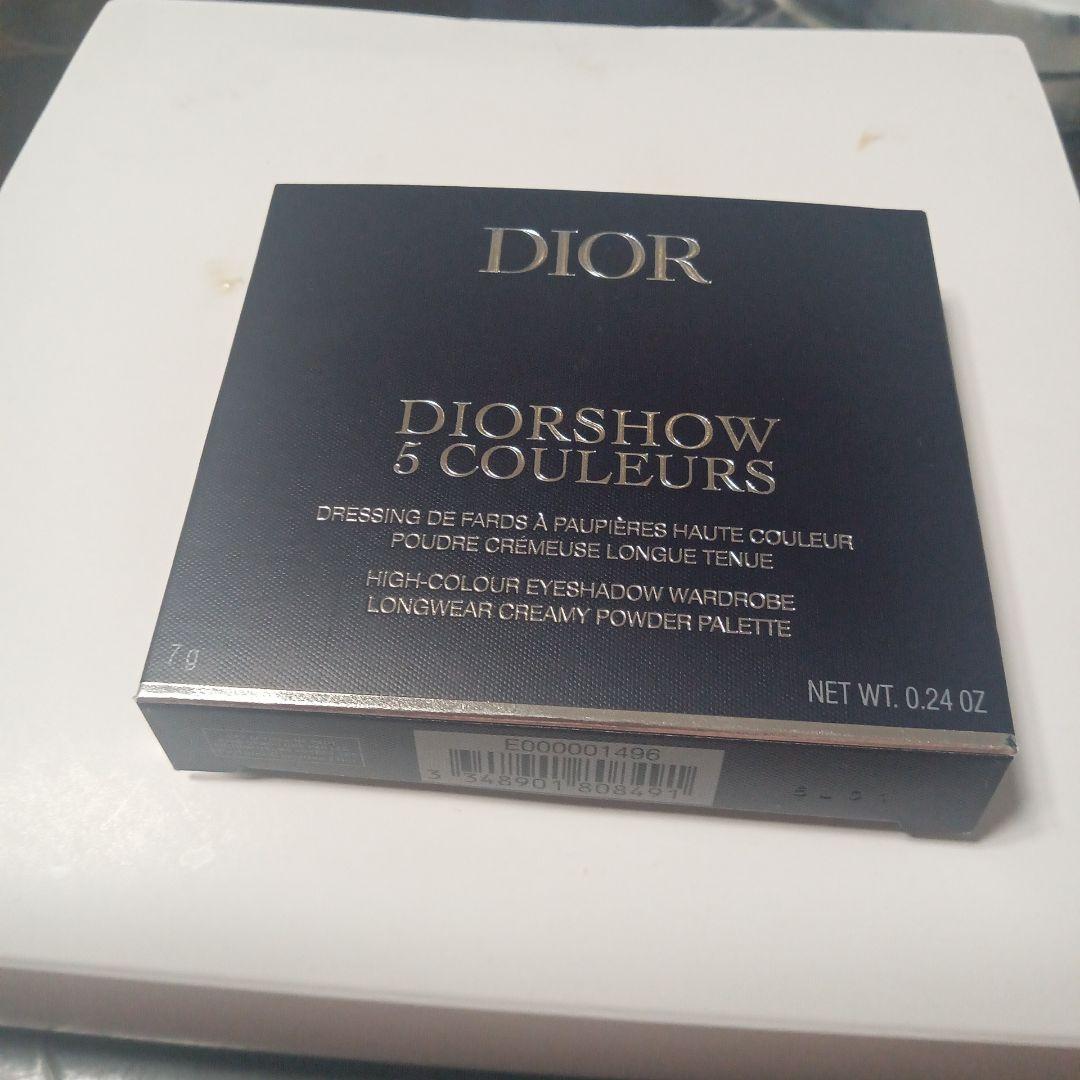 DIOR
DIORSHOW
5 COULEURS
DRESSING DE FARDS À PAUPIÈRES HAUTE COULEUR
POUDRE CRÉMEUSE LONGUE TENUE
HIGH-COLOUR EYESHADOW WARDROBE
LONGWEAR CREAMY POWDER PALETTE
7 g
NET WT. 0.24 OZ
E000001496
3 348901 808491